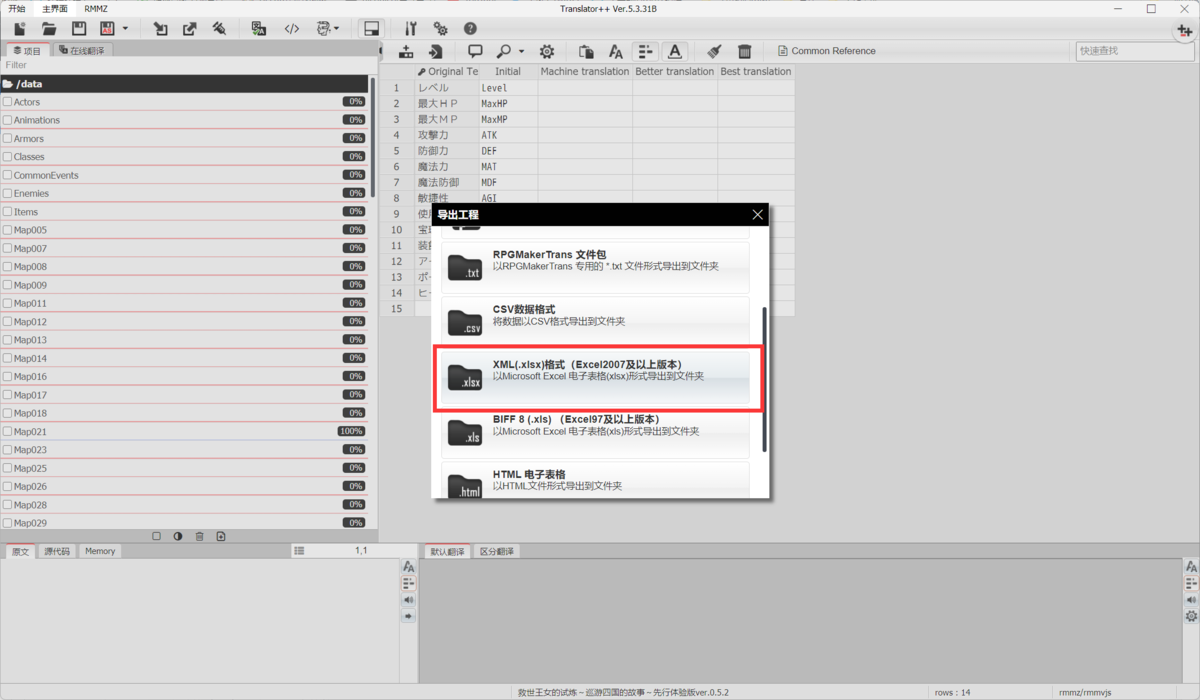 Translator++ Ver.5.3.31B
开始 主界面 RMMZ
项目 在线翻译
Filter
/data
Actors 0%
Animations 0%
Armors 0%
Classes 0%
CommonEvents 0%
Enemies 0%
Items 0%
Map005 0%
Map007 0%
Map008 0%
Map009 0%
Map011 0%
Map012 0%
Map013 0%
Map014 0%
Map016 0%
Map017 0%
Map018 0%
Map021 100%
Map023 0%
Map025 0%
Map026 0%
Map028 0%
Map029 0%
Common Reference
快速查找
Original Te Initial Machine translation Better translation Best translation
1 レベル Level
2 最大ＨＰ MaxHP
3 最大ＭＰ MaxMP
4 攻撃力 ATK
5 防御力 DEF
6 魔法力 MAT
7 魔法防御 MDF
8 敏捷性 AGI
9 使
10
11
12 ア
13
14 ヒ
15
导出工程
RPGMakerTrans 文件包
以RPGMakerTrans 专用的 *.txt 文件形式导出到文件夹
.txt
CSV数据格式
将数据以CSV格式导出到文件夹
.csv
XML(.xlsx)格式（Excel2007及以上版本）
以Microsoft Excel 电子表格(xlsx)形式导出到文件夹
.xlsx
BIFF 8 (.xls) （Excel97及以上版本）
以Microsoft Excel 电子表格(xls)形式导出到文件夹
.xls
HTML 电子表格
以HTML文件形式导出到文件夹
.html
原文 源代码 Memory 1,1
默认翻译 区分翻译
救世王女的试炼～巡游四国的故事～先行体验版ver.0.5.2 rows : 14 rmmz/rmmvjs